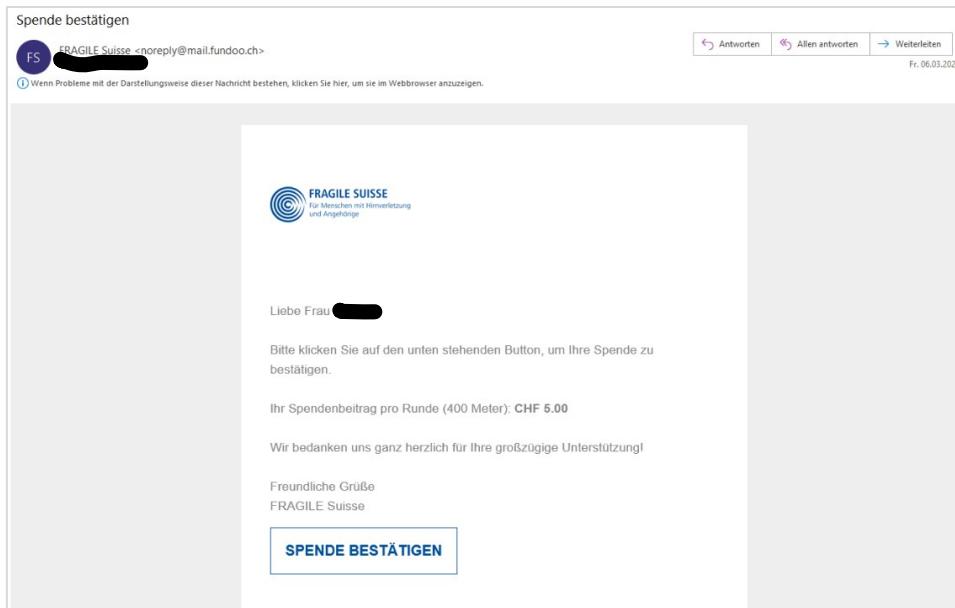 Spende bestätigen
FS
FRAGILE Suisse <noreply@mail.fundoo.ch>
Antworten
Allen antworten
Weiterleiten
Fr. 06.03.202
Wenn Probleme mit der Darstellungsweise dieser Nachricht bestehen, klicken Sie hier, um sie im Webbrowser anzuzeigen.
FRAGILE SUISSE
Für Menschen mit Hirnverletzung
und Angehörige
Liebe Frau
Bitte klicken Sie auf den unten stehenden Button, um Ihre Spende zu
bestätigen.
Ihr Spendenbeitrag pro Runde (400 Meter): CHF 5.00
Wir bedanken uns ganz herzlich für Ihre großzügige Unterstützung!
Freundliche Grüße
FRAGILE Suisse
SPENDE BESTÄTIGEN